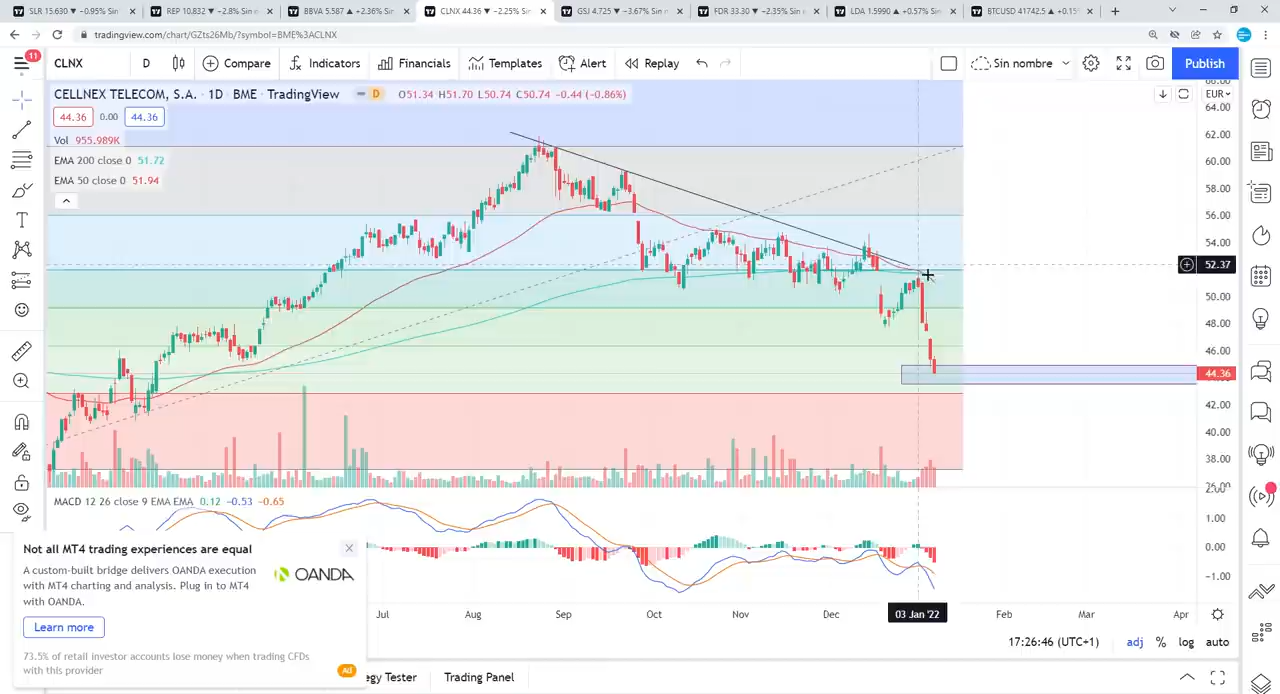 SLR 15.630 ▼ −0.95% Sin
REP 10.832 ▼ −2.8% Sin n
BBVA 5.587 ▲ +2.36% Sin
CLNX 44.36 ▼ −2.25% Sin
GSJ 4.725 ▼ −3.67% Sin n
FDR 33.30 ▼ −2.35% Sin
LDA 1.5990 ▲ +0.57% Sin
BTCUSD 41742.5 ▲ +0.15%
tradingview.com/chart/GZts26Mb/?symbol=BME%3ACLNX
11
CLNX
D
Compare
Indicators
Financials
Templates
Alert
Replay
Sin nombre
Publish
CELLNEX TELECOM, S.A. · 1D · BME · TradingView
D
O51.34 H51.70 L50.74 C50.74 −0.44 (−0.86%)
EUR
44.36 0.00 44.36
Vol 955.989K
EMA 200 close 0 51.72
EMA 50 close 0 51.94
66.00
64.00
62.00
60.00
58.00
56.00
54.00
52.37
50.00
48.00
46.00
44.36
42.00
40.00
38.00
36.00
MACD 12 26 close 9 EMA EMA 0.12 −0.53 −0.65
1.00
0.00
−1.00
Not all MT4 trading experiences are equal
A custom-built bridge delivers OANDA execution
with MT4 charting and analysis. Plug in to MT4
with OANDA.
OANDA
Learn more
73.5% of retail investor accounts lose money when trading CFDs
with this provider
Ad
Jul
Aug
Sep
Oct
Nov
Dec
03 Jan '22
Feb
Mar
Apr
17:26:46 (UTC+1)
adj
%
log
auto
egy Tester
Trading Panel